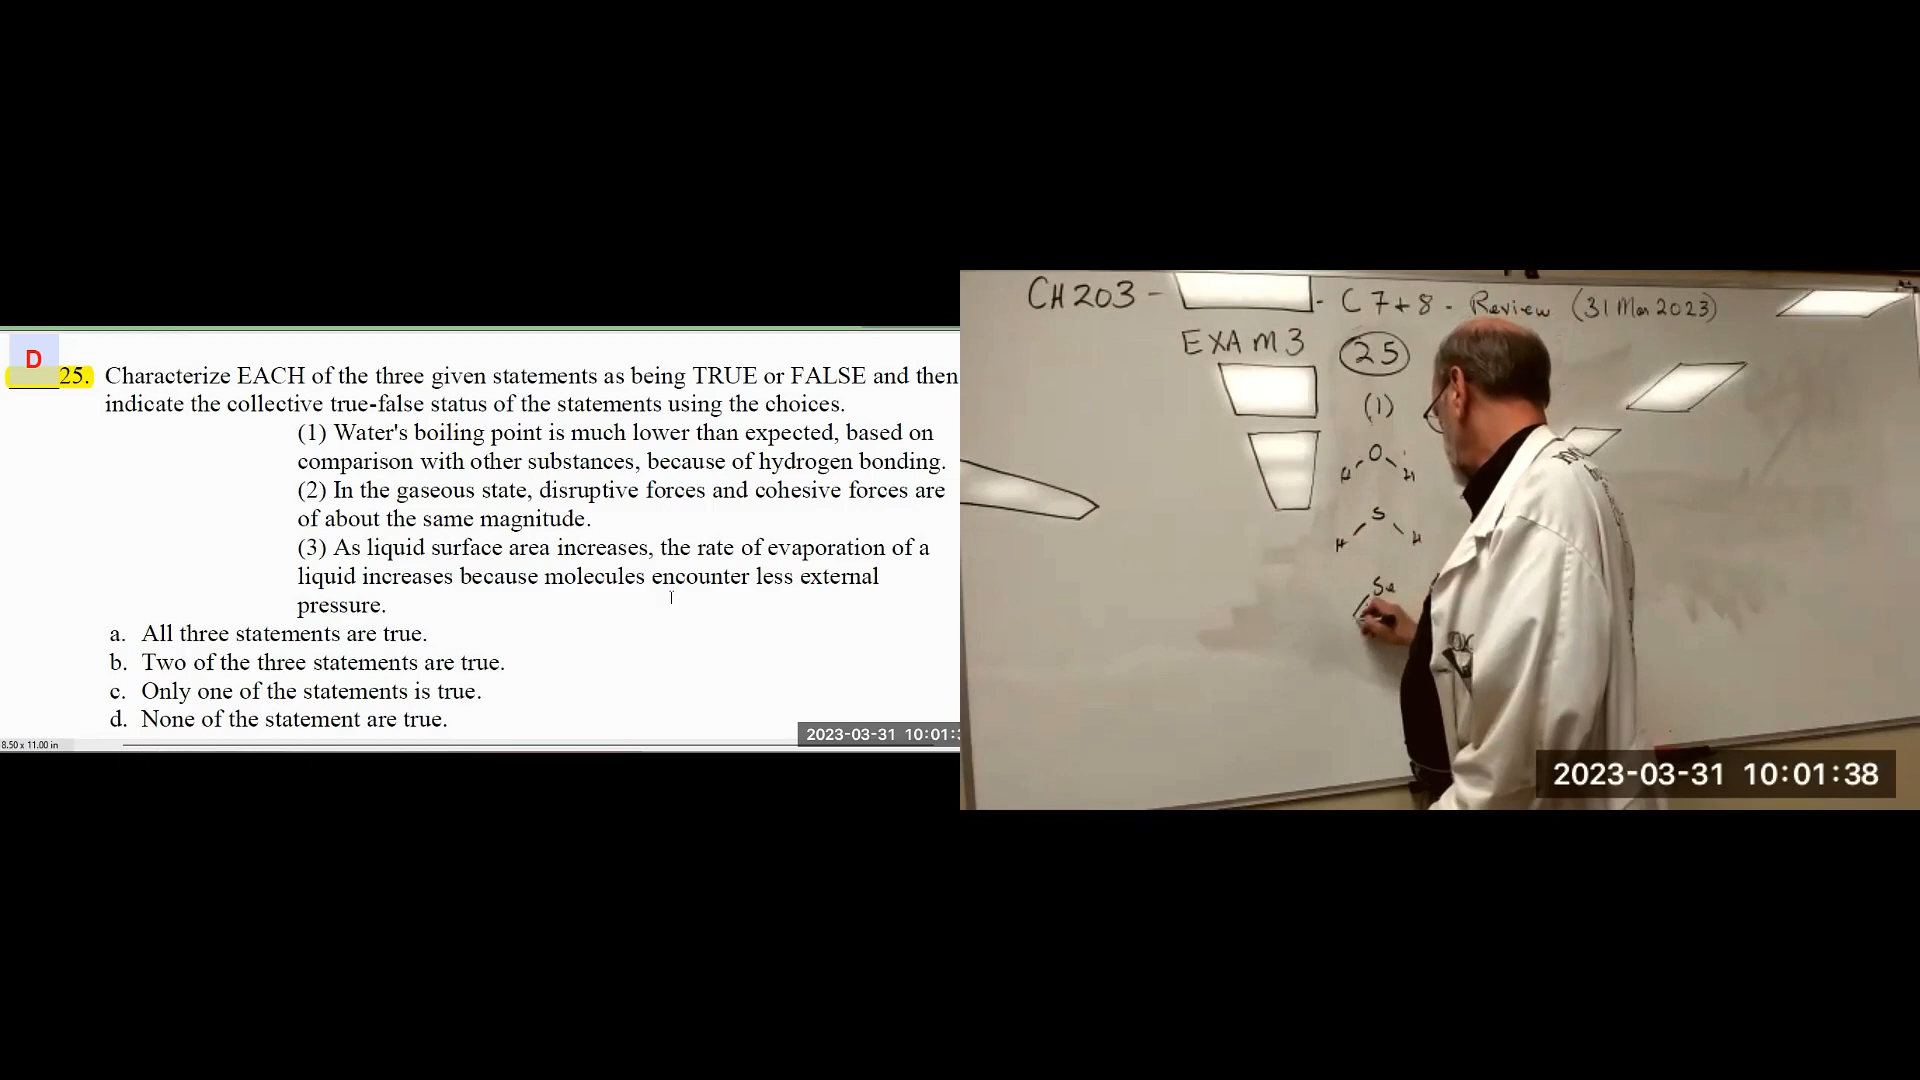 D
25. Characterize EACH of the three given statements as being TRUE or FALSE and then
indicate the collective true-false status of the statements using the choices.
(1) Water's boiling point is much lower than expected, based on
comparison with other substances, because of hydrogen bonding.
(2) In the gaseous state, disruptive forces and cohesive forces are
of about the same magnitude.
(3) As liquid surface area increases, the rate of evaporation of a
liquid increases because molecules encounter less external
pressure.
a. All three statements are true.
b. Two of the three statements are true.
c. Only one of the statements is true.
d. None of the statement are true.
2023-03-31 10:01:3
8.50 x 11.00 in
CH 203 - - C 7 + 8 - Review (31 Mar 2023)
EXAM 3 25
(1)
O
H H
S
H H
Se
2023-03-31 10:01:38